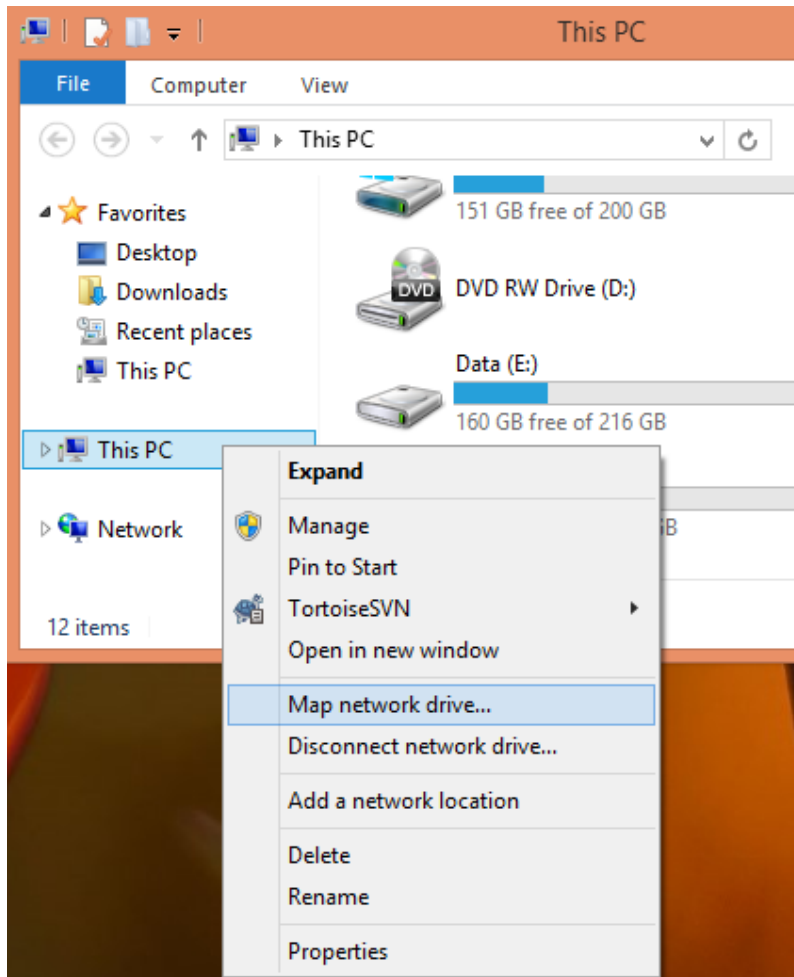 This PC
File Computer View
This PC
Favorites
Desktop
Downloads
Recent places
This PC
This PC
Network
12 items
151 GB free of 200 GB
DVD
DVD RW Drive (D:)
Data (E:)
160 GB free of 216 GB
Expand
Manage
Pin to Start
TortoiseSVN
Open in new window
Map network drive...
Disconnect network drive...
Add a network location
Delete
Rename
Properties